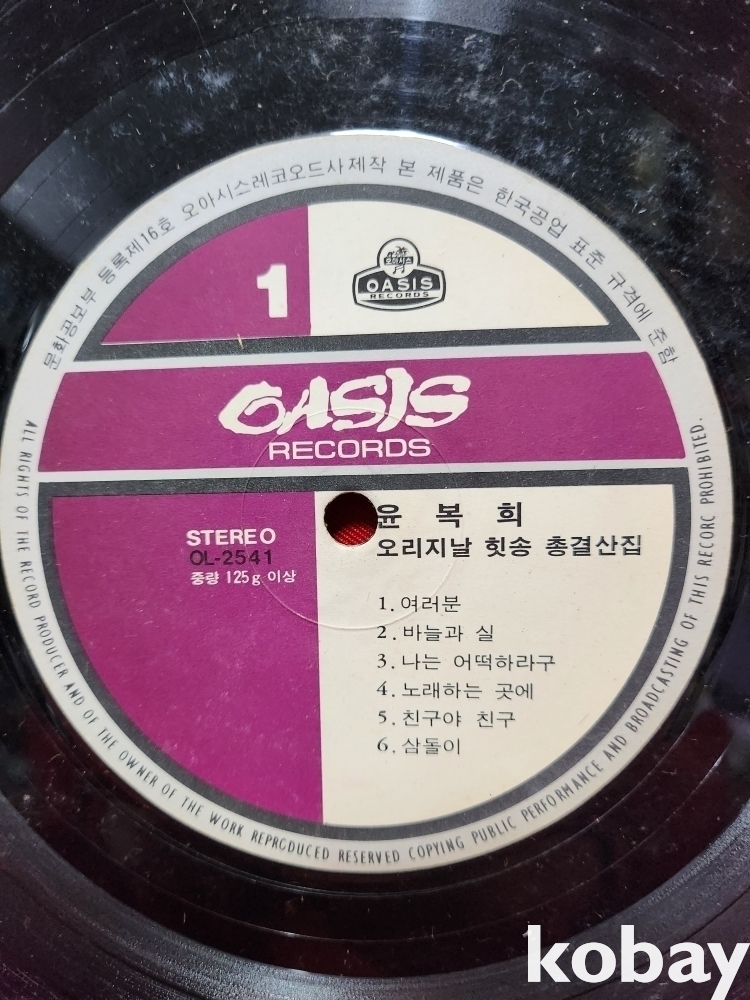 문화공보부 등록제16호 오아시스레코오드사제작 본 제품은 한국공업 표준 규격에 준함
1
오아시스
OASIS
RECORDS
OASIS
RECORDS
STEREO
OL-2541
중량 125g 이상
윤 복 희
오리지날 힛송 총결산집
1. 여러분
2. 바늘과 실
3. 나는 어떡하라구
4. 노래하는 곳에
5. 친구야 친구
6. 삼돌이
ALL RIGHTS OF THE RECORD PRODUCER AND OF THE OWNER OF THE WORK REPRODUCED RESERVED COPYING PUBLIC PERFORMANCE AND BROADCASTING OF THIS RECORC PROHIBITED.
kobay